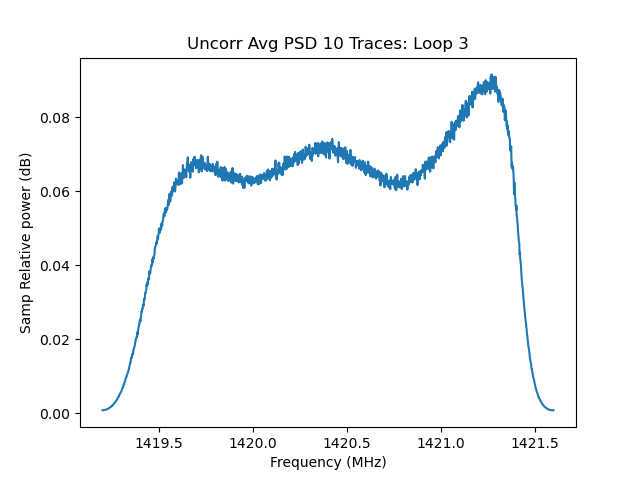 Uncorr Avg PSD 10 Traces: Loop 3
Samp Relative power (dB)
0.08
0.06
0.04
0.02
0.00
1419.5 1420.0 1420.5 1421.0 1421.5
Frequency (MHz)